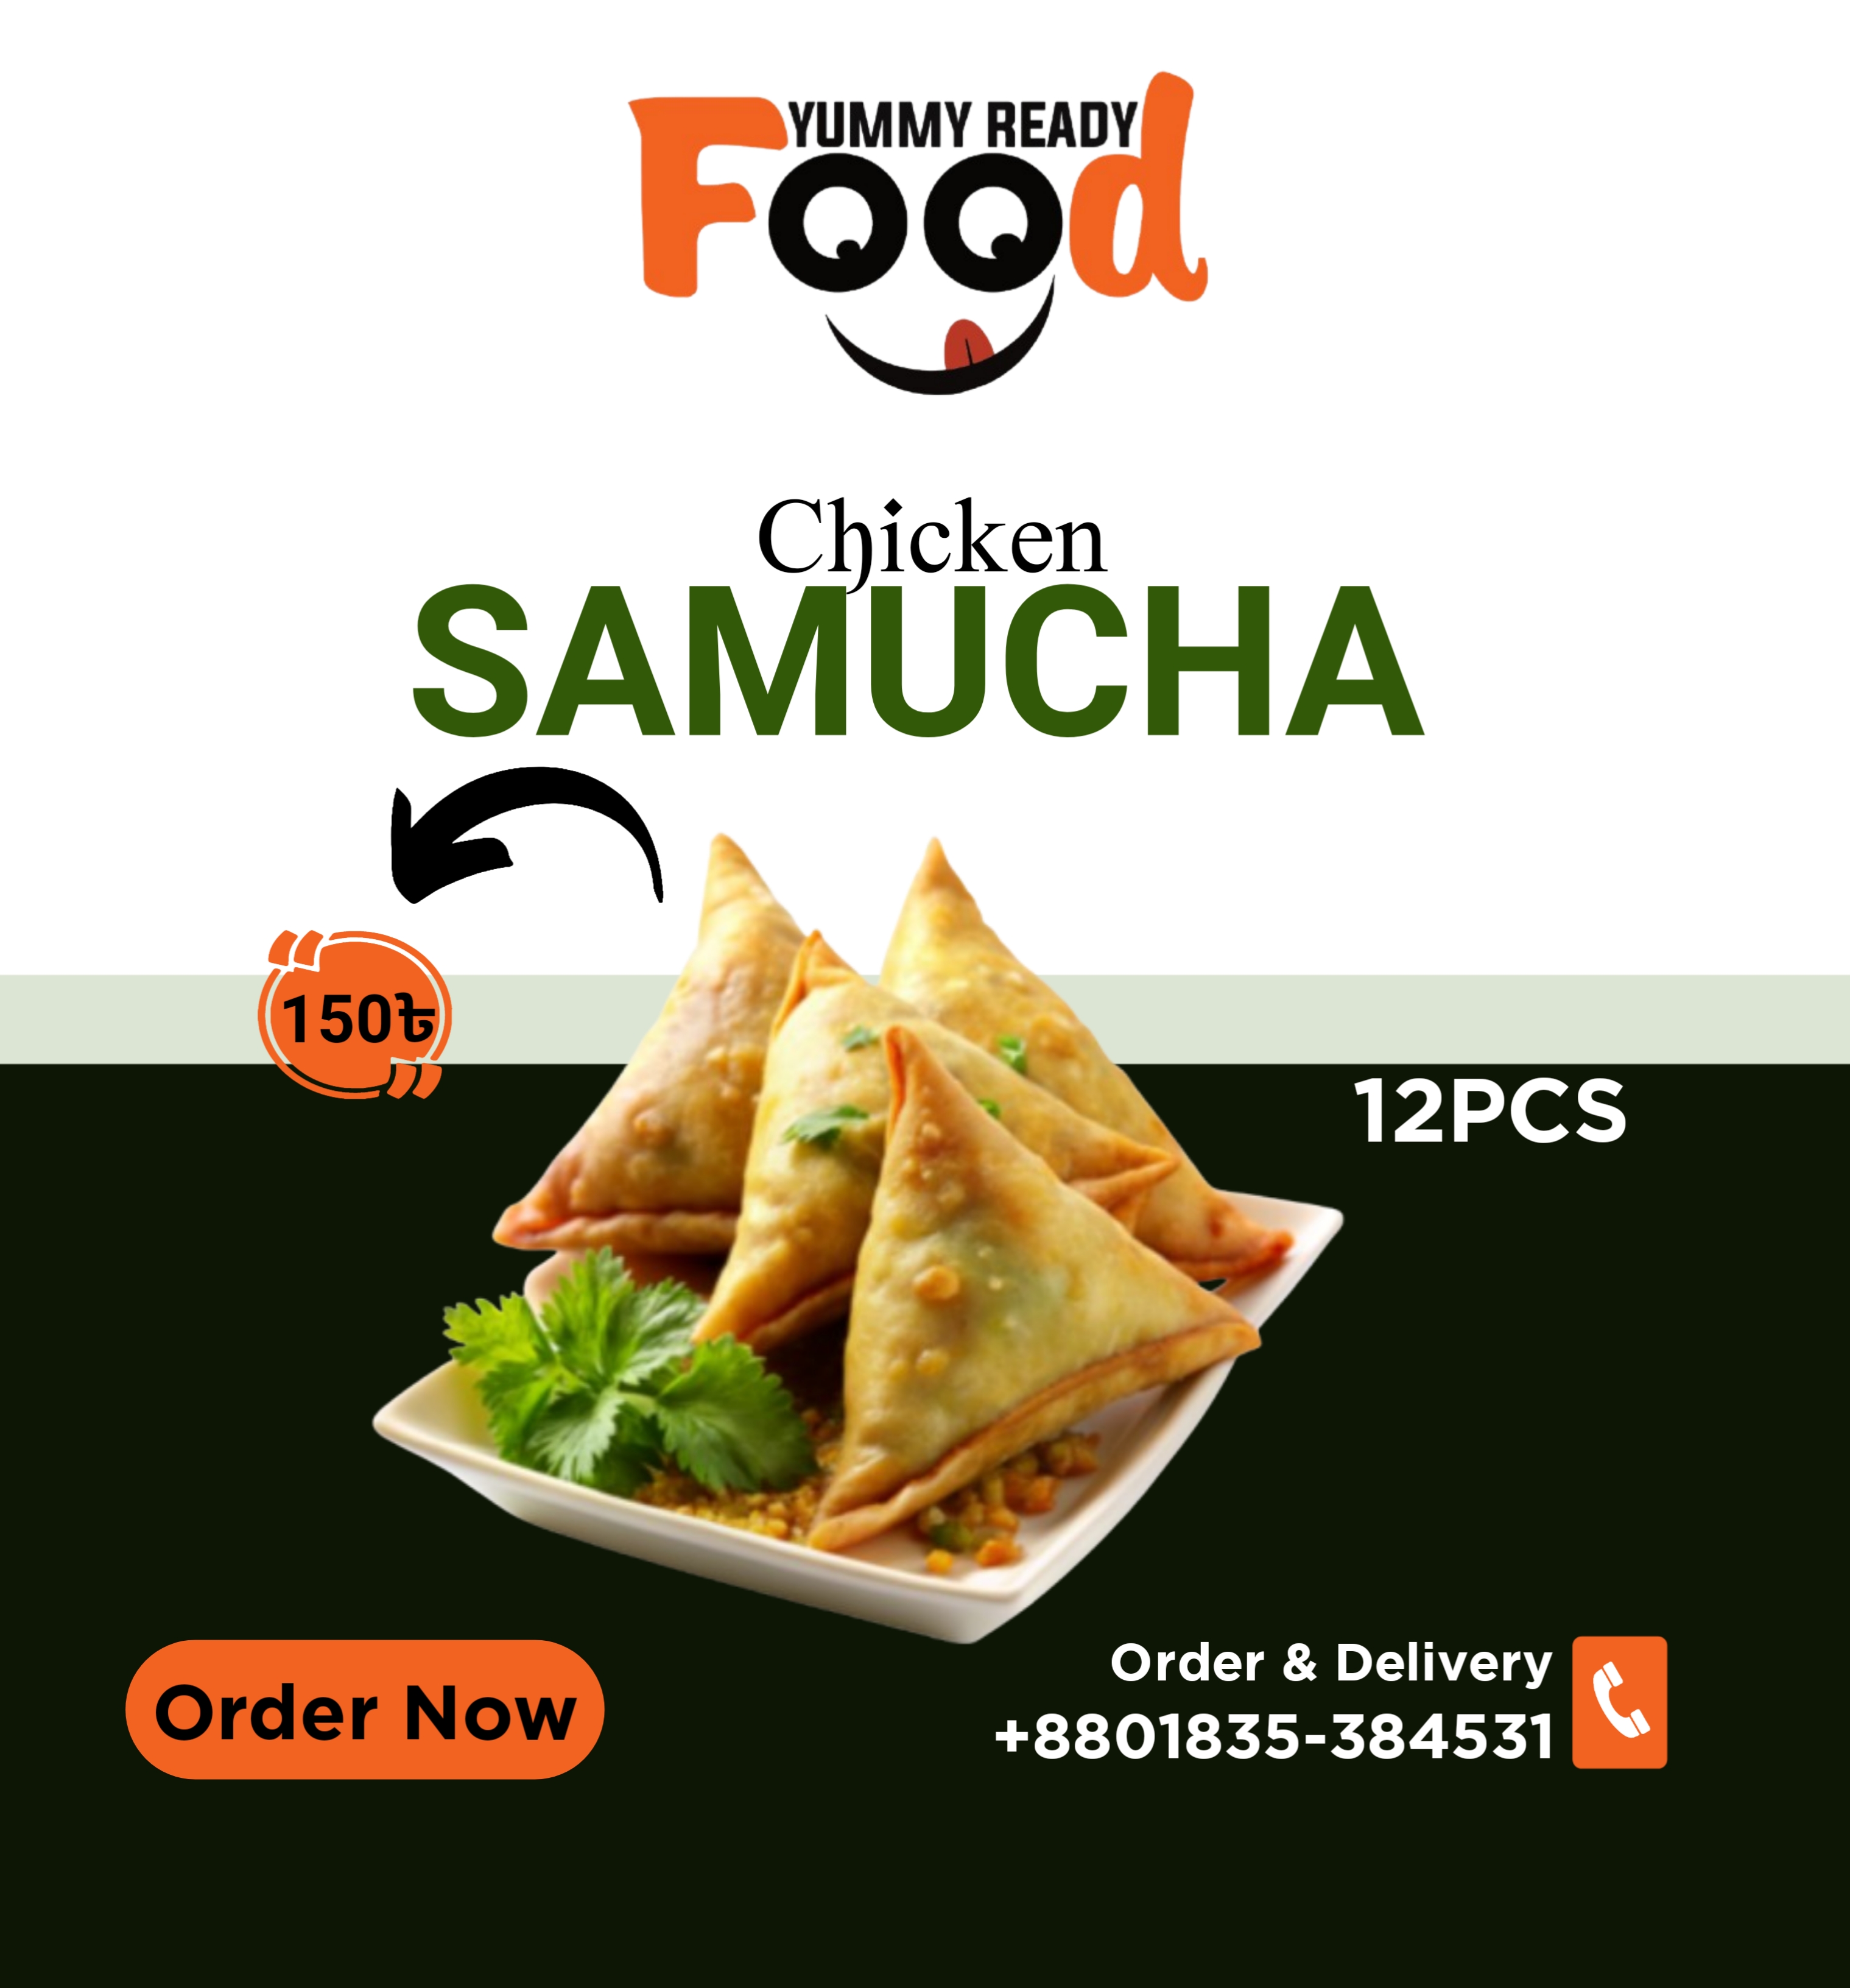 YUMMY READY
Food
Chicken
SAMUCHA
150৳
12PCS
Order Now
Order & Delivery
+8801835-384531